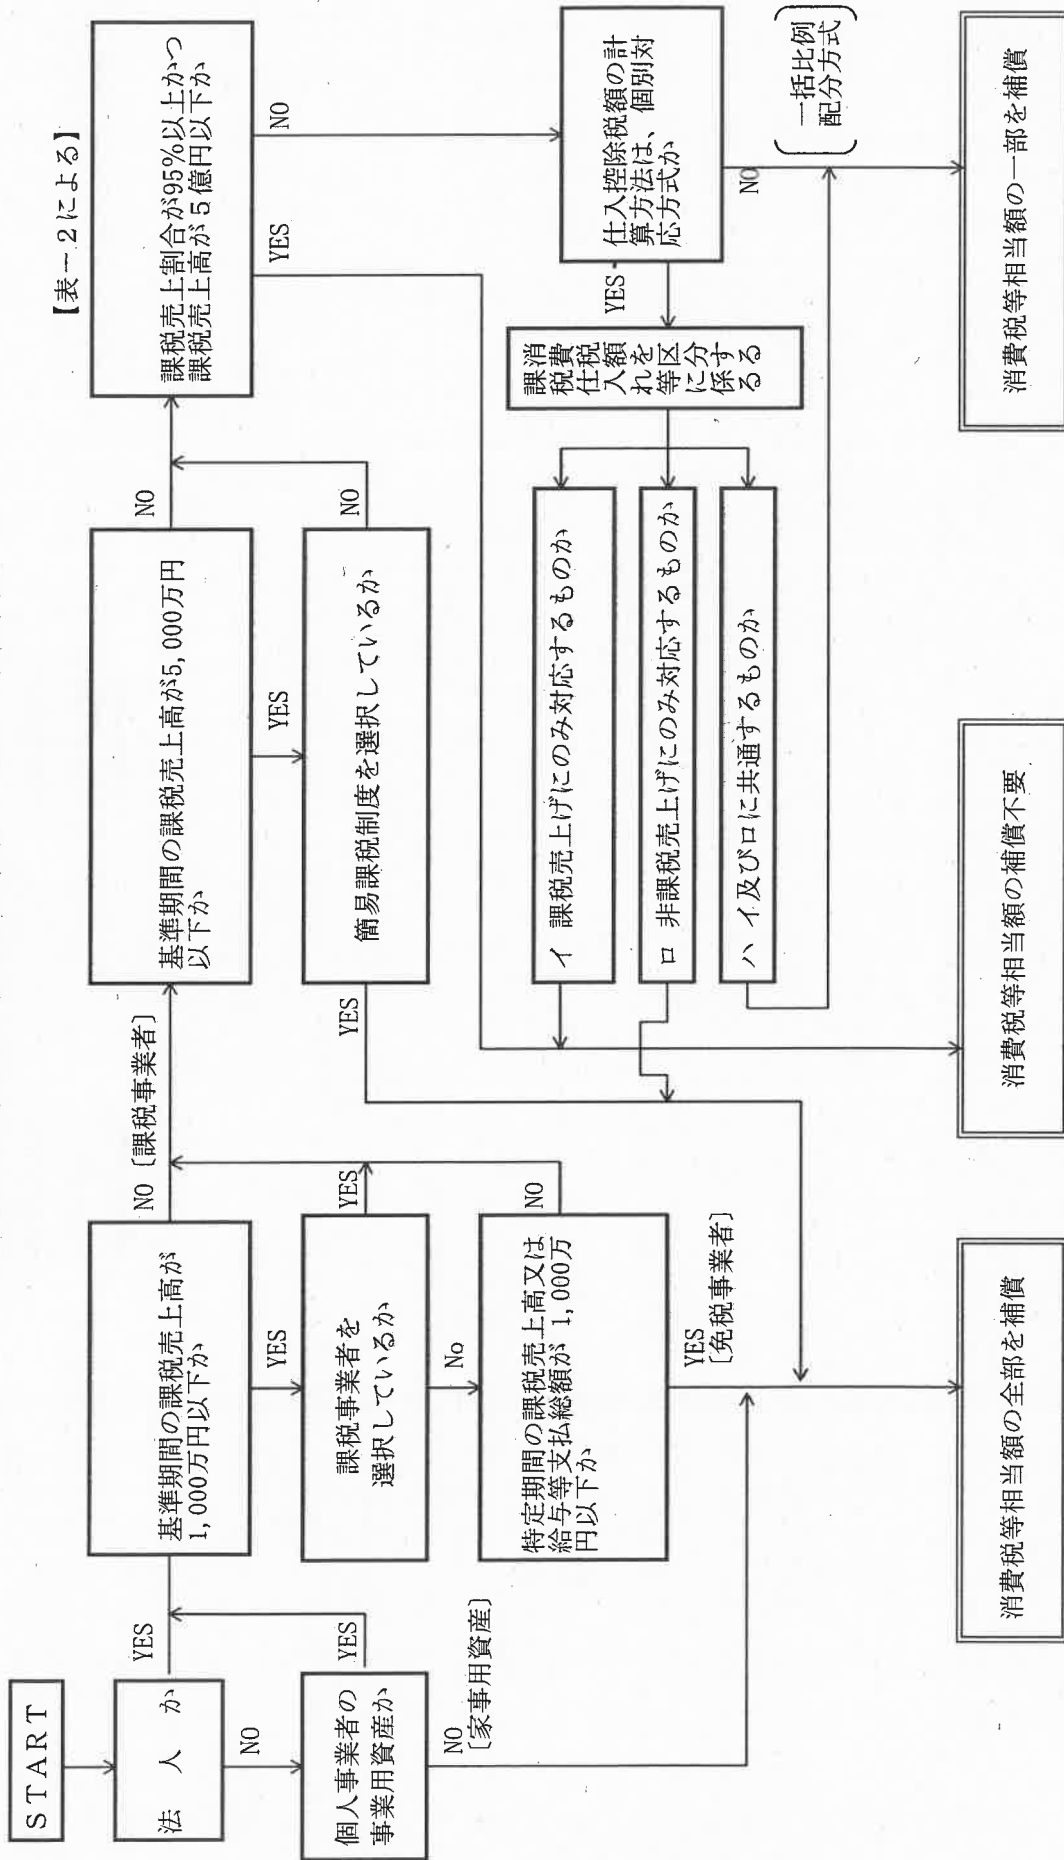 START
法人か
YES
NO
個人事業者の
事業用資産か
YES
NO
[家事用資産]
基準期間の課税売上高が
1,000万円以下か
NO [課税事業者]
YES
課税事業者を
選択しているか
YES
No
特定期間の課税売上高又は
給与等支払総額が 1,000万
円以下か
NO
YES
[免税事業者]
基準期間の課税売上高が5,000万円
以下か
NO
YES
簡易課税制度を選択しているか
NO
YES
【表－2による】
課税売上割合が95%以上かつ
課税売上高が5億円以下か
NO
YES
仕入控除税額の計
算方法は、個別対
応方式か
YES
NO
一括比例
配分方式
課税仕入れ等に係る
消費税額を区分する
イ 課税売上げにのみ対応するものか
ロ 非課税売上げにのみ対応するものか
ハ イ及びロに共通するものか
消費税等相当額の全部を補償
消費税等相当額の補償不要
消費税等相当額の一部を補償